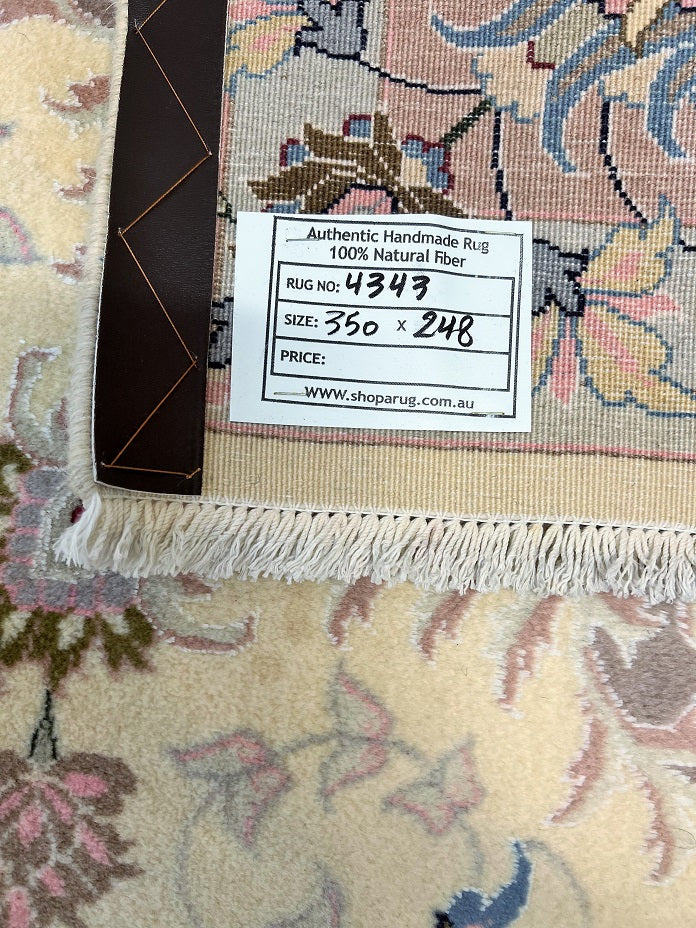 Authentic Handmade Rug
100% Natural Fiber
RUG NO: 4343
SIZE: 350 x 248
PRICE:
WWW.shoparug.com.au